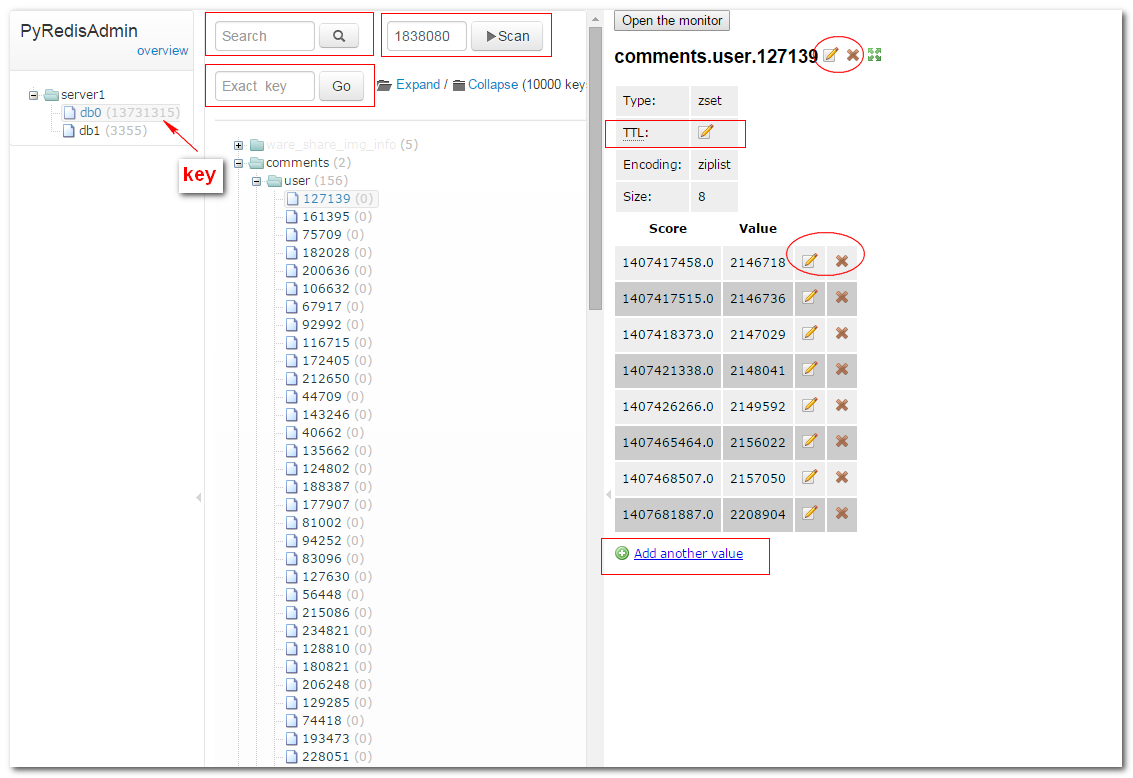 PyRedisAdmin
overview
server1
db0 (13731315)
db1 (3355)
key
Search
1838080 Scan
Exact key Go
Expand / Collapse (10000 key
ware_share_img_info (5)
comments (2)
user (156)
127139 (0)
161395 (0)
75709 (0)
182028 (0)
200636 (0)
106632 (0)
67917 (0)
92992 (0)
116715 (0)
172405 (0)
212650 (0)
44709 (0)
143246 (0)
40662 (0)
135662 (0)
124802 (0)
188387 (0)
177907 (0)
81002 (0)
94252 (0)
83096 (0)
127630 (0)
56448 (0)
215086 (0)
234821 (0)
128810 (0)
180821 (0)
206248 (0)
129285 (0)
74418 (0)
193473 (0)
228051 (0)
Open the monitor
comments.user.127139
Type: zset
TTL:
Encoding: ziplist
Size: 8
Score Value
1407417458.0 2146718
1407417515.0 2146736
1407418373.0 2147029
1407421338.0 2148041
1407426266.0 2149592
1407465464.0 2156022
1407468507.0 2157050
1407681887.0 2208904
Add another value